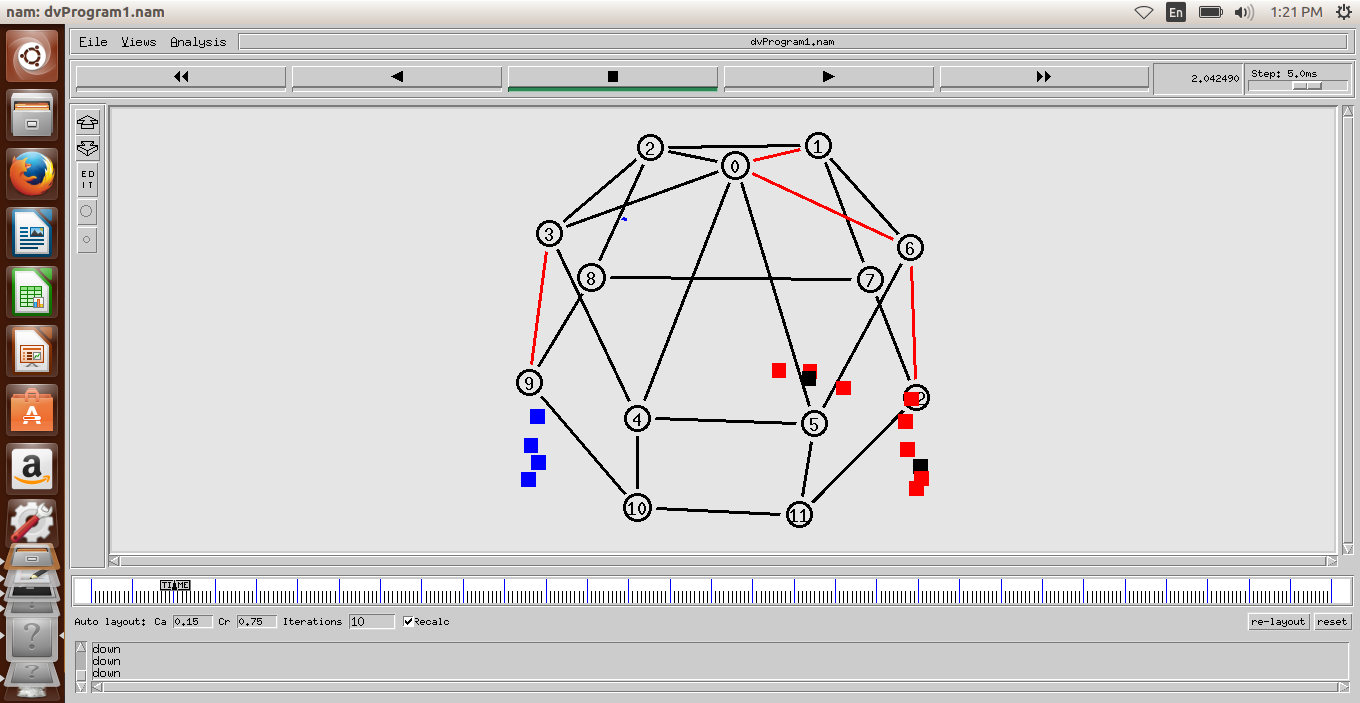 nam: dvProgram1.nam
En
1:21 PM
File Views Analysis
dvProgram1.nam
2.042490
Step: 5.0ms
ED
IT
2
1
0
3
6
8
7
9
4
5
10
11
TIME
Auto layout: Ca 0.15 Cr 0.75 Iterations 10 Recalc
re-layout reset
down
down
down